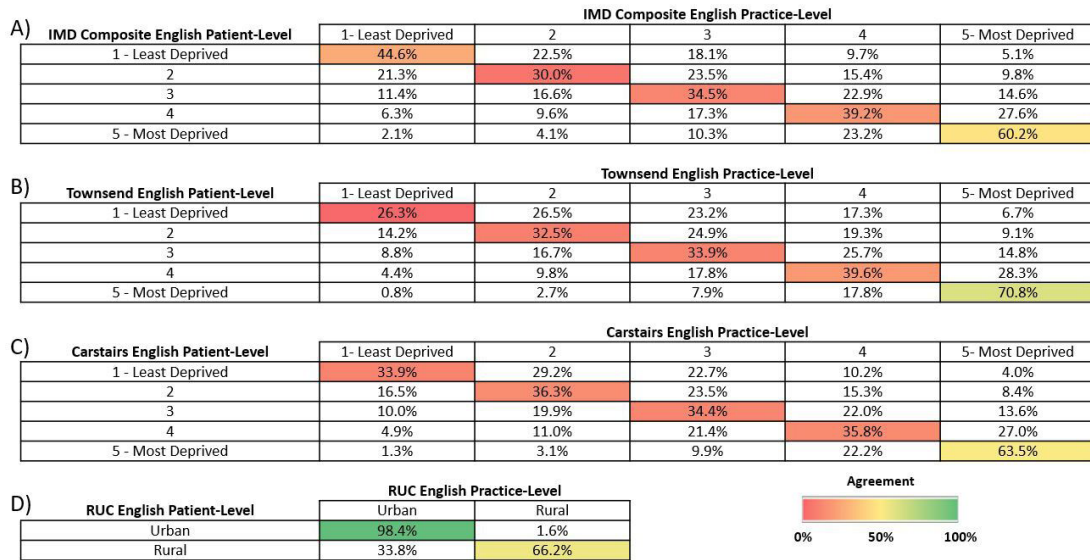 A)
IMD Composite English Practice-Level
IMD Composite English Patient-Level 1- Least Deprived 2 3 4 5- Most Deprived
1 - Least Deprived 44.6% 22.5% 18.1% 9.7% 5.1%
2 21.3% 30.0% 23.5% 15.4% 9.8%
3 11.4% 16.6% 34.5% 22.9% 14.6%
4 6.3% 9.6% 17.3% 39.2% 27.6%
5 - Most Deprived 2.1% 4.1% 10.3% 23.2% 60.2%
B)
Townsend English Practice-Level
Townsend English Patient-Level 1- Least Deprived 2 3 4 5- Most Deprived
1 - Least Deprived 26.3% 26.5% 23.2% 17.3% 6.7%
2 14.2% 32.5% 24.9% 19.3% 9.1%
3 8.8% 16.7% 33.9% 25.7% 14.8%
4 4.4% 9.8% 17.8% 39.6% 28.3%
5 - Most Deprived 0.8% 2.7% 7.9% 17.8% 70.8%
C)
Carstairs English Practice-Level
Carstairs English Patient-Level 1- Least Deprived 2 3 4 5- Most Deprived
1 - Least Deprived 33.9% 29.2% 22.7% 10.2% 4.0%
2 16.5% 36.3% 23.5% 15.3% 8.4%
3 10.0% 19.9% 34.4% 22.0% 13.6%
4 4.9% 11.0% 21.4% 35.8% 27.0%
5 - Most Deprived 1.3% 3.1% 9.9% 22.2% 63.5%
D)
RUC English Practice-Level
RUC English Patient-Level Urban Rural
Urban 98.4% 1.6%
Rural 33.8% 66.2%
Agreement
0% 50% 100%